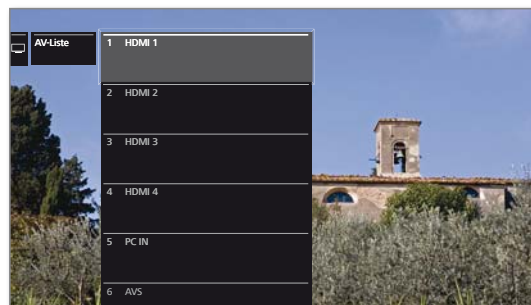 AV-Liste
1 HDMI 1
2 HDMI 2
3 HDMI 3
4 HDMI 4
5 PC IN
6 AVS